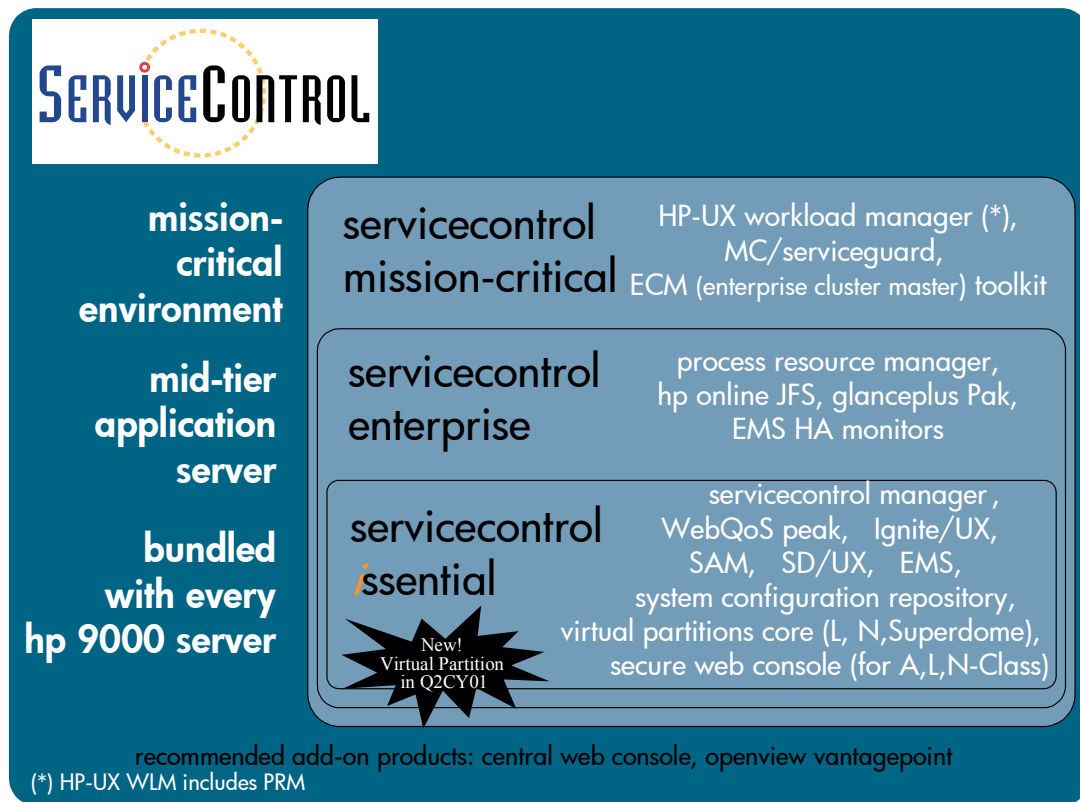 SERVICECONTROL
mission-
critical
environment
servicecontrol
mission-critical
HP-UX workload manager (*),
MC/serviceguard,
ECM (enterprise cluster master) toolkit
mid-tier
application
server
servicecontrol
enterprise
process resource manager,
hp online JFS, glanceplus Pak,
EMS HA monitors
bundled
with every
hp 9000 server
servicecontrol
issential
New!
Virtual Partition
in Q2CY01
servicecontrol manager ,
WebQoS peak, Ignite/UX,
SAM, SD/UX, EMS,
system configuration repository,
virtual partitions core (L, N,Superdome),
secure web console (for A,L,N-Class)
recommended add-on products: central web console, openview vantagepoint
(*) HP-UX WLM includes PRM